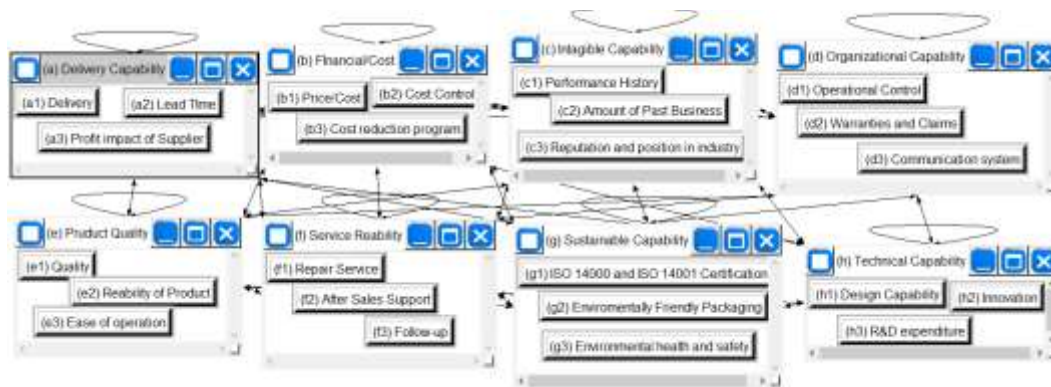 (a) Delivery Capability
(a1) Delivery
(a2) Lead Time
(a3) Profit impact of Supplier
(b) Financial/Cost
(b1) Price/Cost
(b2) Cost Control
(b3) Cost reduction program
(c) Intagible Capability
(c1) Performance History
(c2) Amount of Past Business
(c3) Reputation and position in industry
(d) Organizational Capability
(d1) Operational Control
(d2) Warranties and Claims
(d3) Communication system
(e) Product Quality
(e1) Quality
(e2) Reability of Product
(e3) Ease of operation
(f) Service Reability
(f1) Repair Service
(f2) After Sales Support
(f3) Follow-up
(g) Sustainable Capability
(g1) ISO 14000 and ISO 14001 Certification
(g2) Enviromentally Friendly Packaging
(g3) Environmental health and safety
(h) Technical Capability
(h1) Design Capability
(h2) Innovation
(h3) R&D expenditure